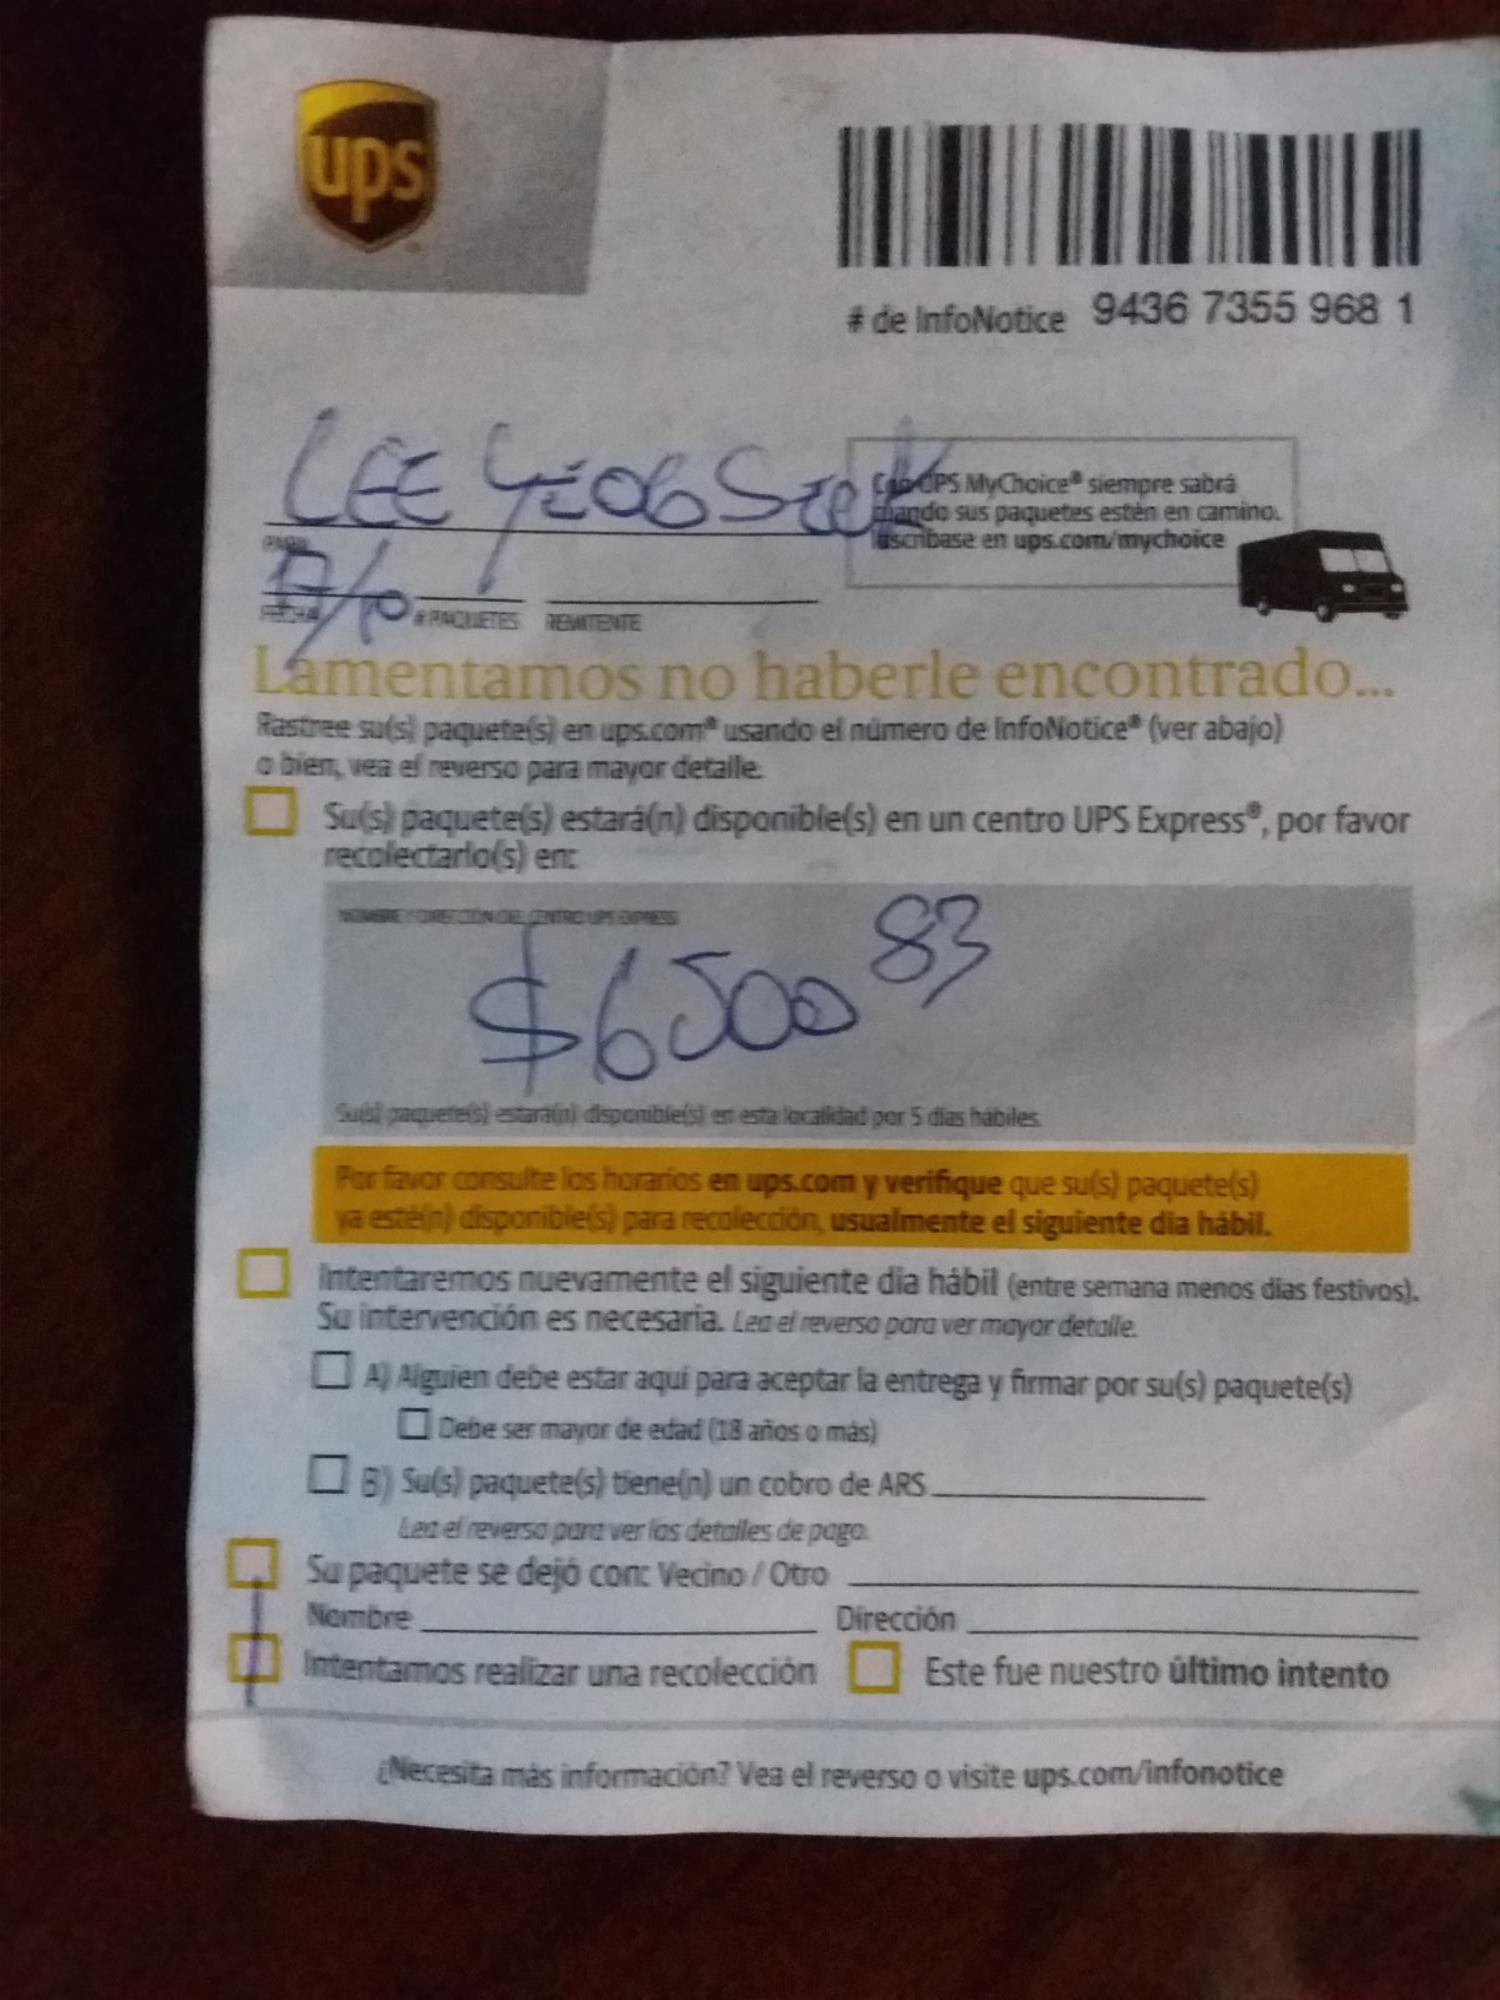 ups
# de InfoNotice 9436 7355 968 1
LEE
Con UPS MyChoice® siempre sabrá
cuando sus paquetes estén en camino.
Suscríbase en ups.com/mychoice
PARA
/10
FECHA # PAQUETES REMITENTE
Lamentamos no haberle encontrado...
Rastree su(s) paquete(s) en ups.com® usando el número de InfoNotice® (ver abajo)
o bien, vea el reverso para mayor detalle.
Su(s) paquete(s) estará(n) disponible(s) en un centro UPS Express®, por favor
recolectarlo(s) en:
NOMBRE Y DIRECCIÓN DEL CENTRO UPS EXPRESS
$6500 83
Su(s) paquete(s) estará(n) disponible(s) en esta localidad por 5 días hábiles.
Por favor consulte los horarios en ups.com y verifique que su(s) paquete(s)
ya esté(n) disponible(s) para recolección, usualmente el siguiente día hábil.
Intentaremos nuevamente el siguiente día hábil (entre semana menos días festivos).
Su intervención es necesaria. Lea el reverso para ver mayor detalle.
A) Alguien debe estar aquí para aceptar la entrega y firmar por su(s) paquete(s)
Debe ser mayor de edad (18 años o más)
B) Su(s) paquete(s) tiene(n) un cobro de ARS
Lea el reverso para ver los detalles de pago.
Su paquete se dejó con: Vecino / Otro
Nombre Dirección
Intentamos realizar una recolección Este fue nuestro último intento
¿Necesita más información? Vea el reverso o visite ups.com/infonotice